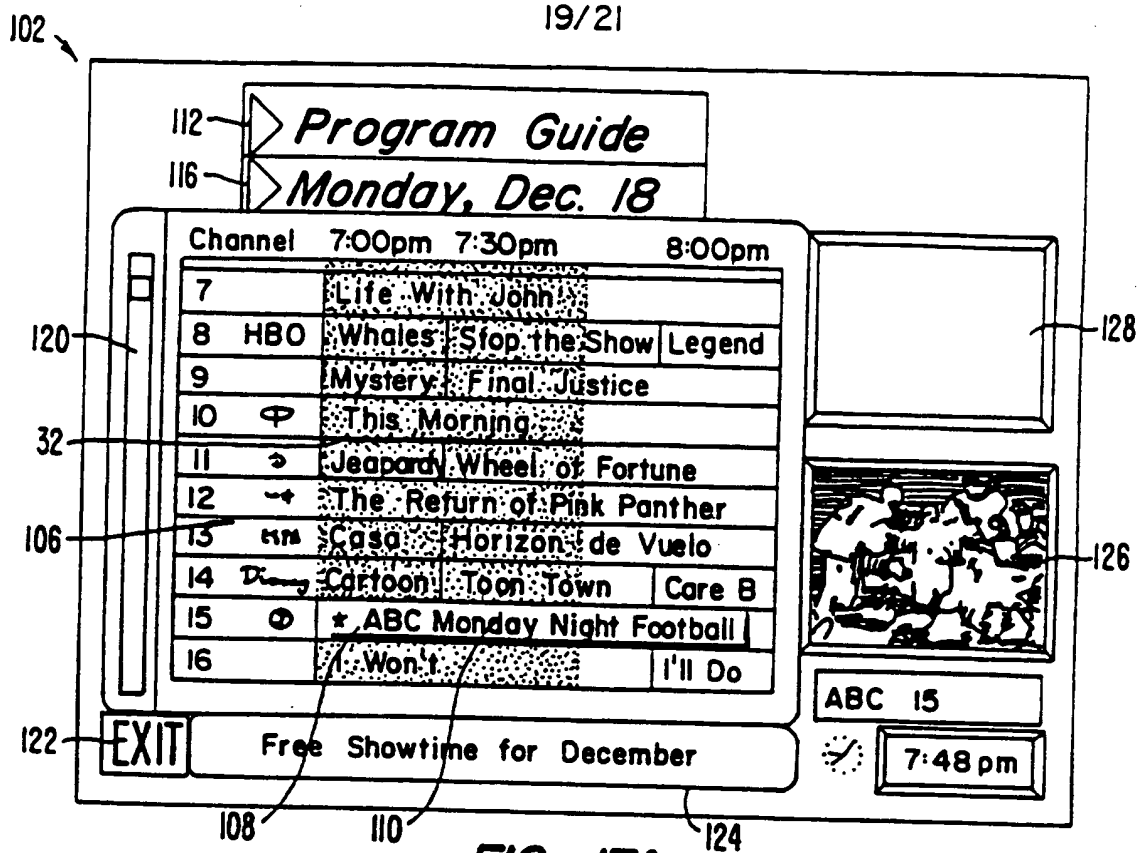 19/21
102
112
Program Guide
116
Monday, Dec. 18
Channel 7:00pm 7:30pm 8:00pm
7 Life With John
8 HBO Whales Stop the Show Legend
128
120
9 Mystery Final Justice
10 This Morning
32
11 Jeapardy Wheel of Fortune
12 The Return of Pink Panther
106
13 Casa Horizon de Vuelo
126
14 Disney Cartoon Toon Town Care B
15 * ABC Monday Night Football
16 I Won't I'll Do
ABC 15
122
EXIT
Free Showtime for December
7:48 pm
108
110
124